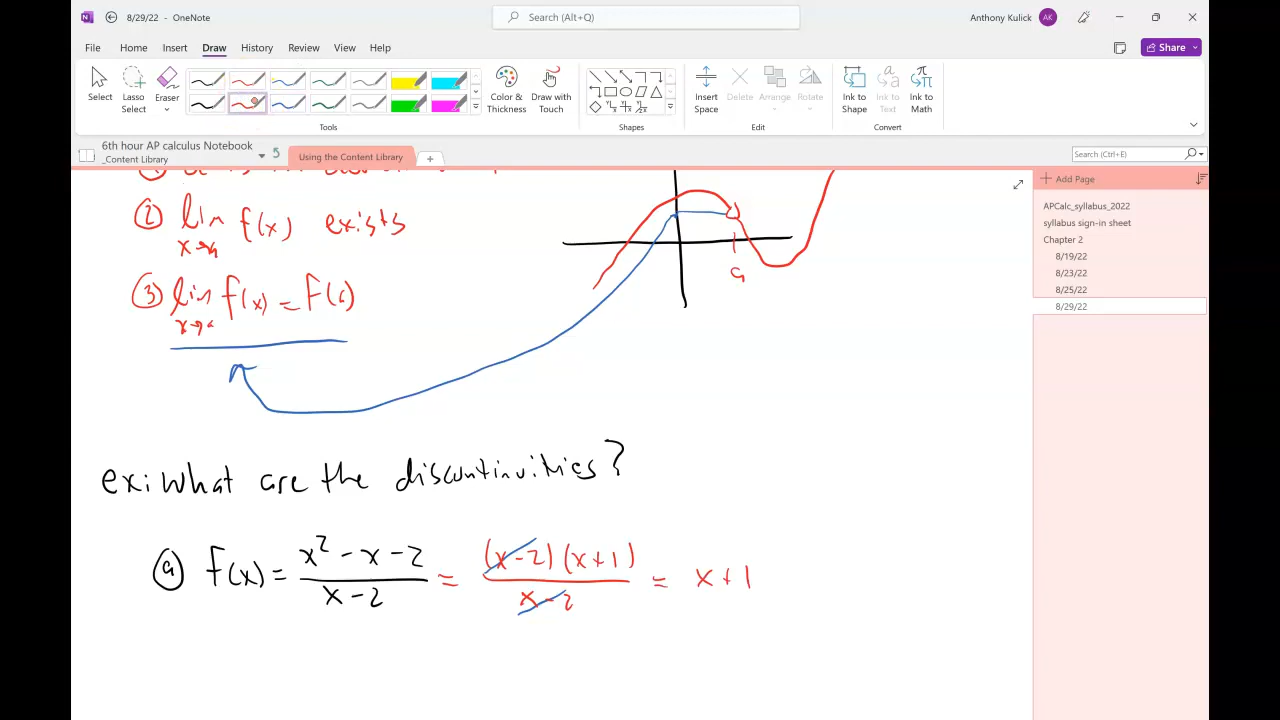 8/29/22 - OneNote
Search (Alt+Q)
Anthony Kulick
AK
File Home Insert Draw History Review View Help
Share
Select
Lasso Select
Eraser
Color & Thickness
Draw with Touch
Insert Space
Delete
Arrange
Rotate
Ink to Shape
Ink to Text
Ink to Math
Tools
Shapes
Edit
Convert
6th hour AP calculus Notebook
_Content Library
Using the Content Library
Search (Ctrl+E)
Add Page
APCalc_syllabus_2022
syllabus sign-in sheet
Chapter 2
8/19/22
8/23/22
8/25/22
8/29/22
② lim f(x) exists
x→a
③ lim f(x) = f(a)
a
ex: What are the discontinuities?
ⓐ f(x) = (x² - x - 2)/(x - 2) = ((x-2)(x+1))/(x-2) = x+1